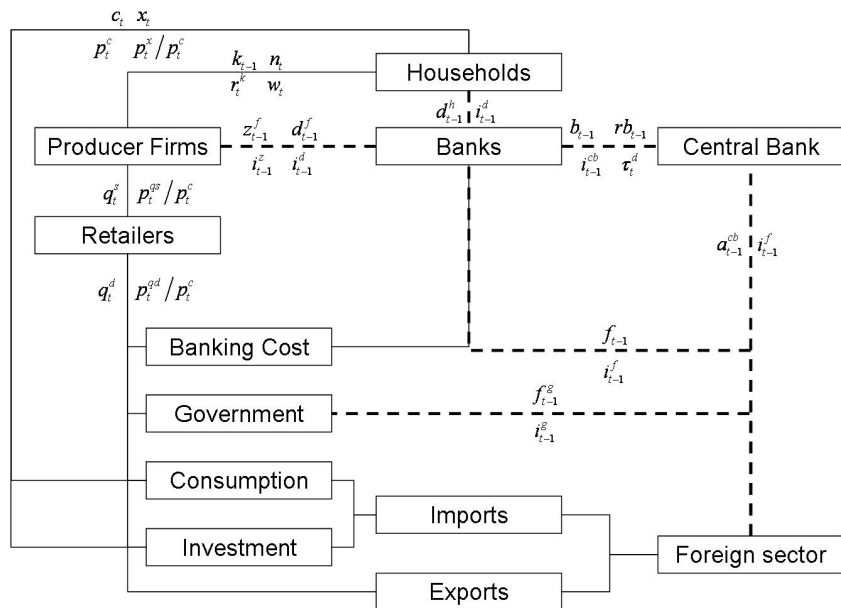 c_t x_t
p_t^c p_t^x/p_t^c
k_{t-1} n_t
r_t^k w_t
Households
d_{t-1}^h i_{t-1}^d
z_{t-1}^f d_{t-1}^f
b_{t-1} rb_{t-1}
Producer Firms Banks Central Bank
i_{t-1}^z i_{t-1}^d
i_{t-1}^{cb} τ_t^d
q_t^s p_t^{qs}/p_t^c
Retailers
a_{t-1}^{cb} i_{t-1}^f
q_t^d p_t^{qd}/p_t^c
Banking Cost
f_{t-1}
i_{t-1}^f
Government
f_{t-1}^g
i_{t-1}^g
Consumption
Imports
Investment
Foreign sector
Exports